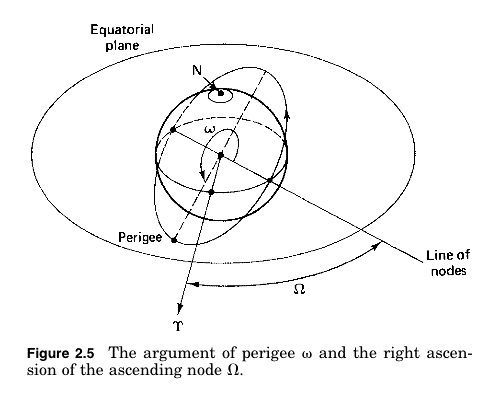 Equatorial
plane
N
ω
Perigee
Line of
nodes
Ω
ϒ
Figure 2.5 The argument of perigee ω and the right ascen-
sion of the ascending node Ω.